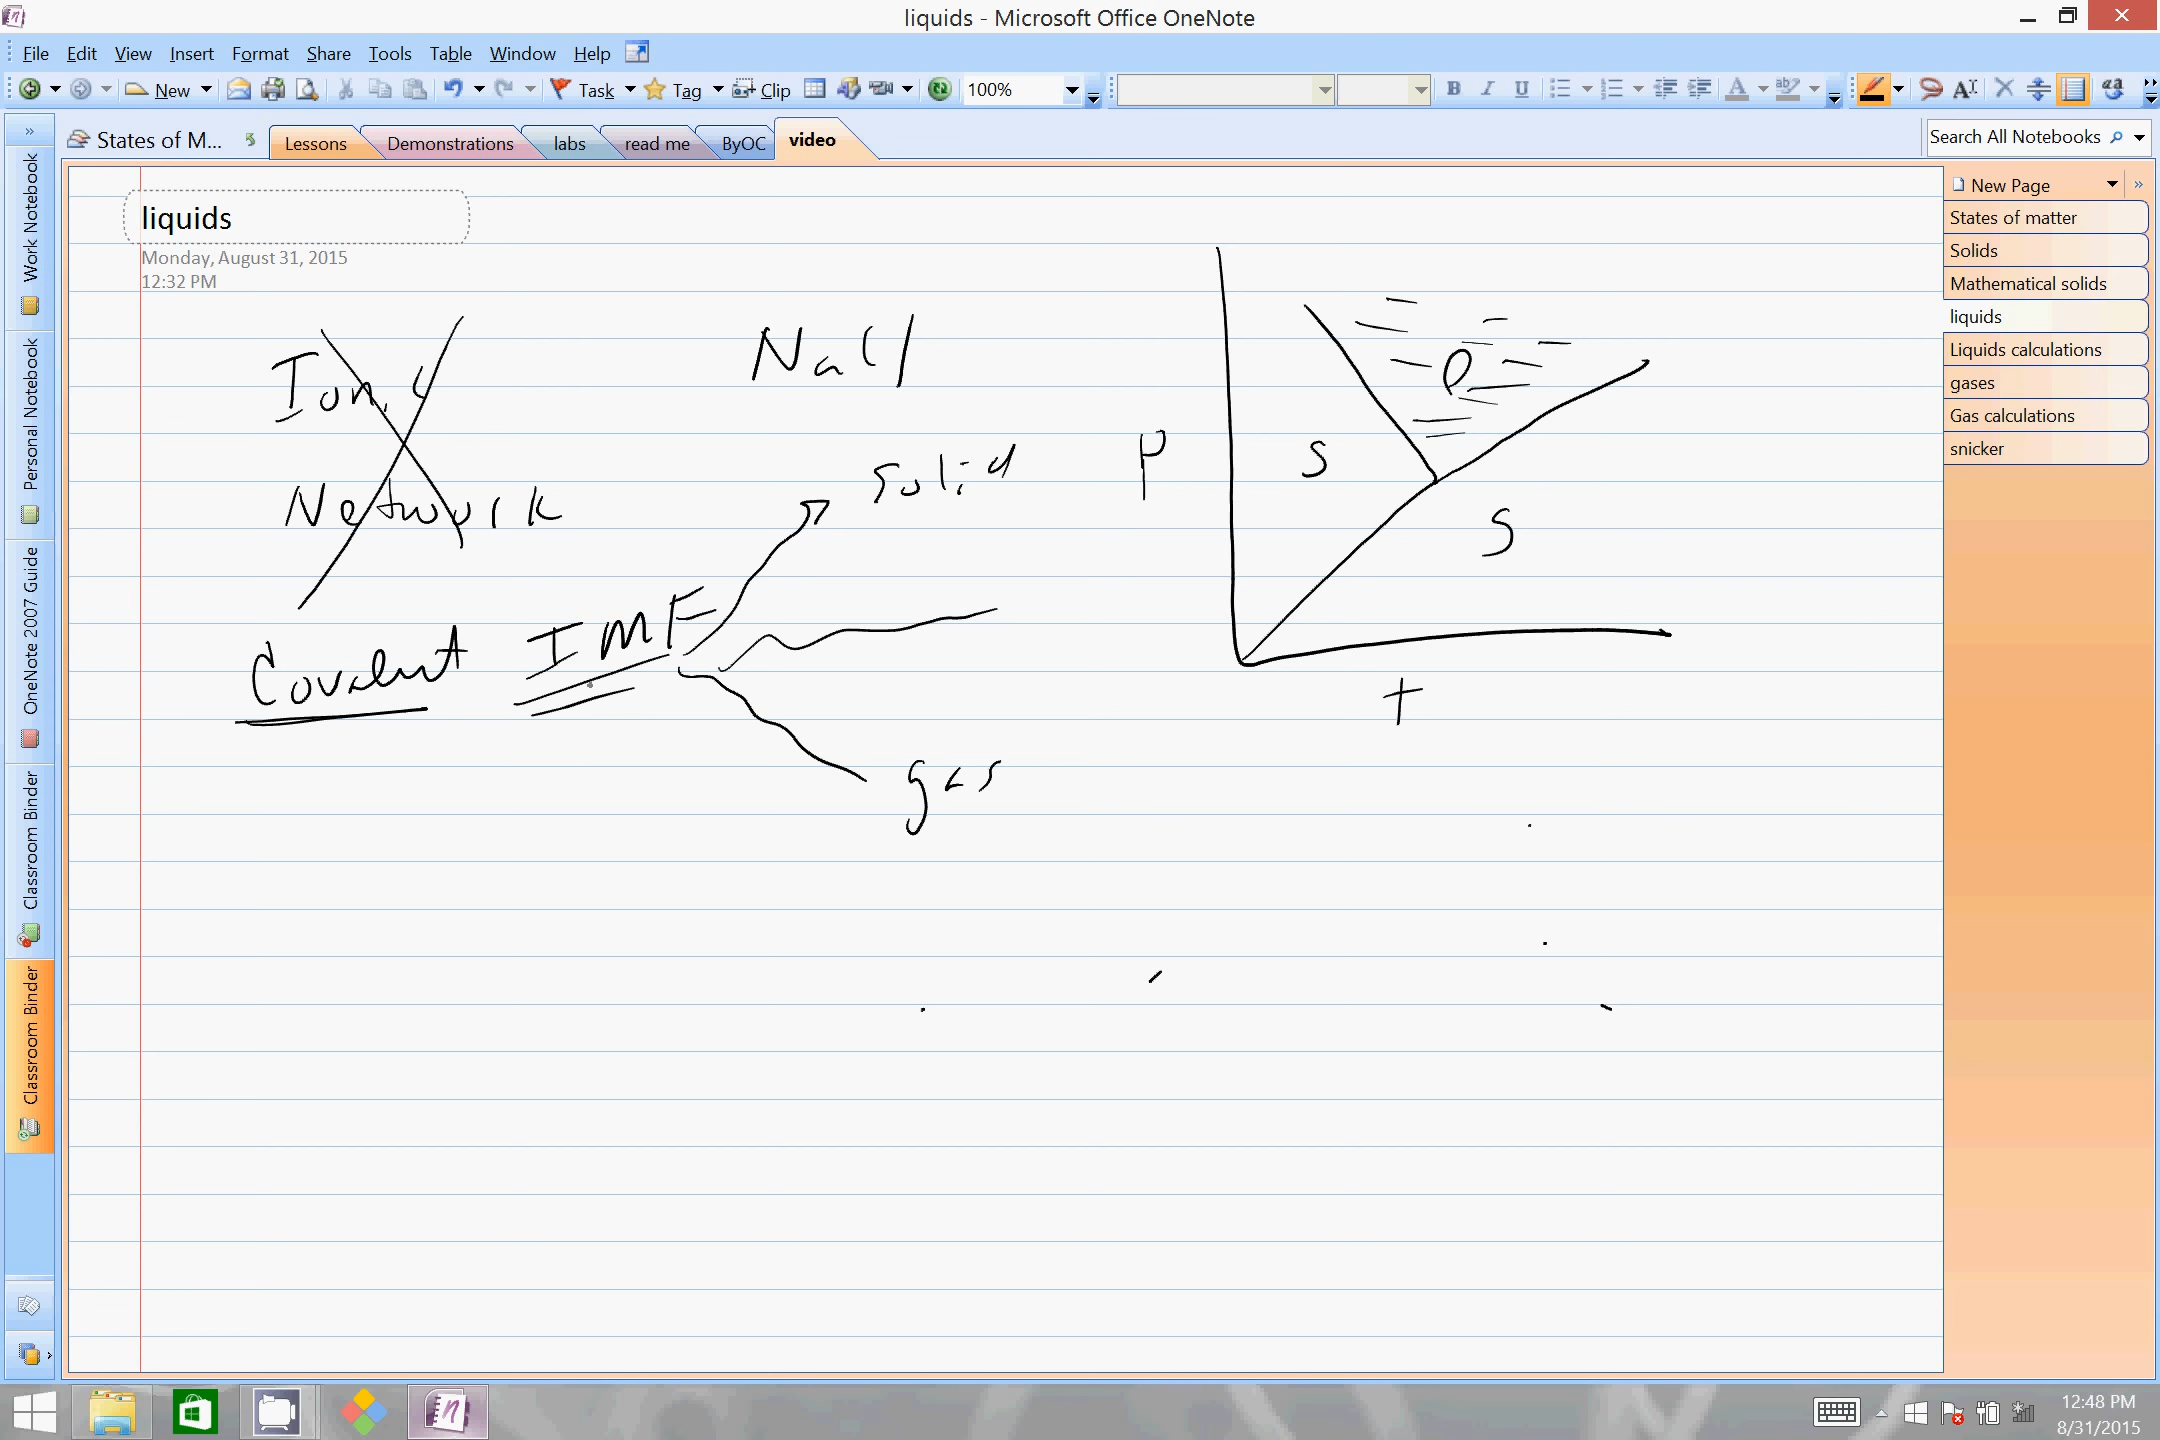 liquids - Microsoft Office OneNote
File Edit View Insert Format Share Tools Table Window Help
New Task Tag Clip 100% B I U A ab
States of M... Lessons Demonstrations labs read me ByOC video Search All Notebooks
Work Notebook
Personal Notebook
OneNote 2007 Guide
Classroom Binder
Classroom Binder
liquids
Monday, August 31, 2015
12:32 PM
Ionic
Network
Covalent IMF
NaCl
Solid
gas
P
S
l
S
T
New Page
States of matter
Solids
Mathematical solids
liquids
Liquids calculations
gases
Gas calculations
snicker
12:48 PM
8/31/2015